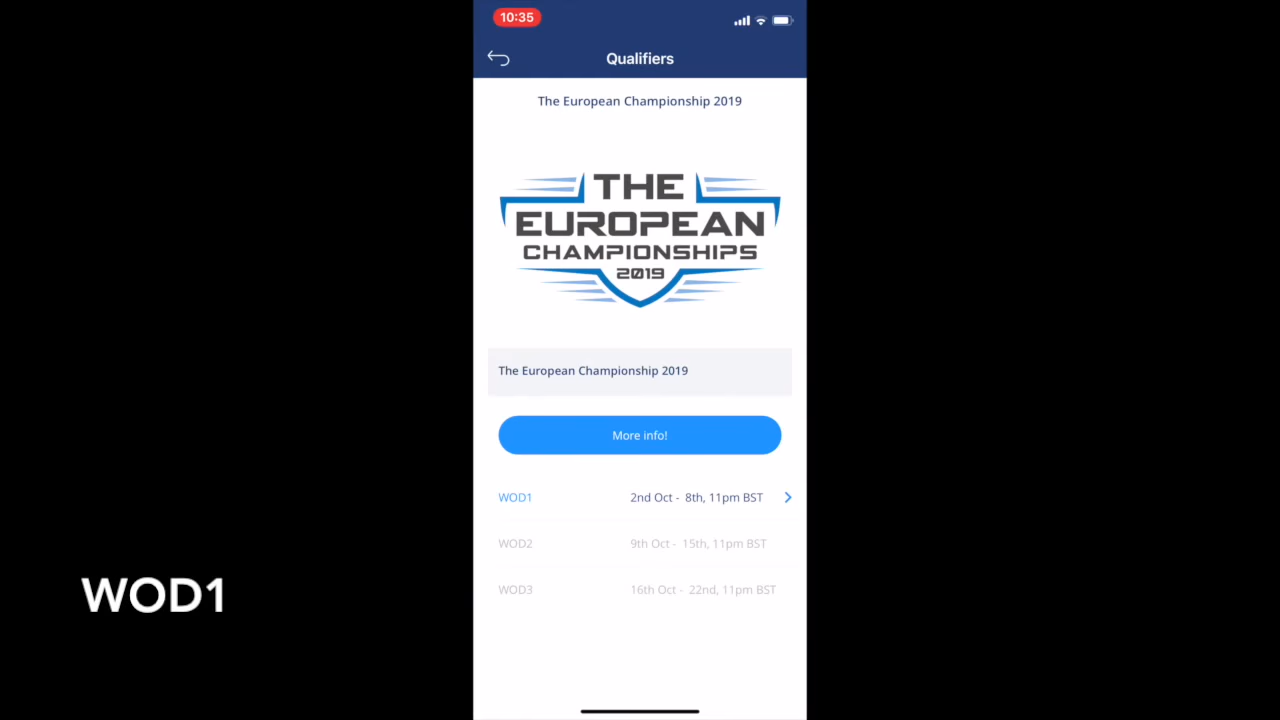 10:35
Qualifiers
The European Championship 2019
THE
EUROPEAN
CHAMPIONSHIPS
2019
The European Championship 2019
More info!
WOD1 2nd Oct - 8th, 11pm BST
WOD2 9th Oct - 15th, 11pm BST
WOD3 16th Oct - 22nd, 11pm BST
WOD1